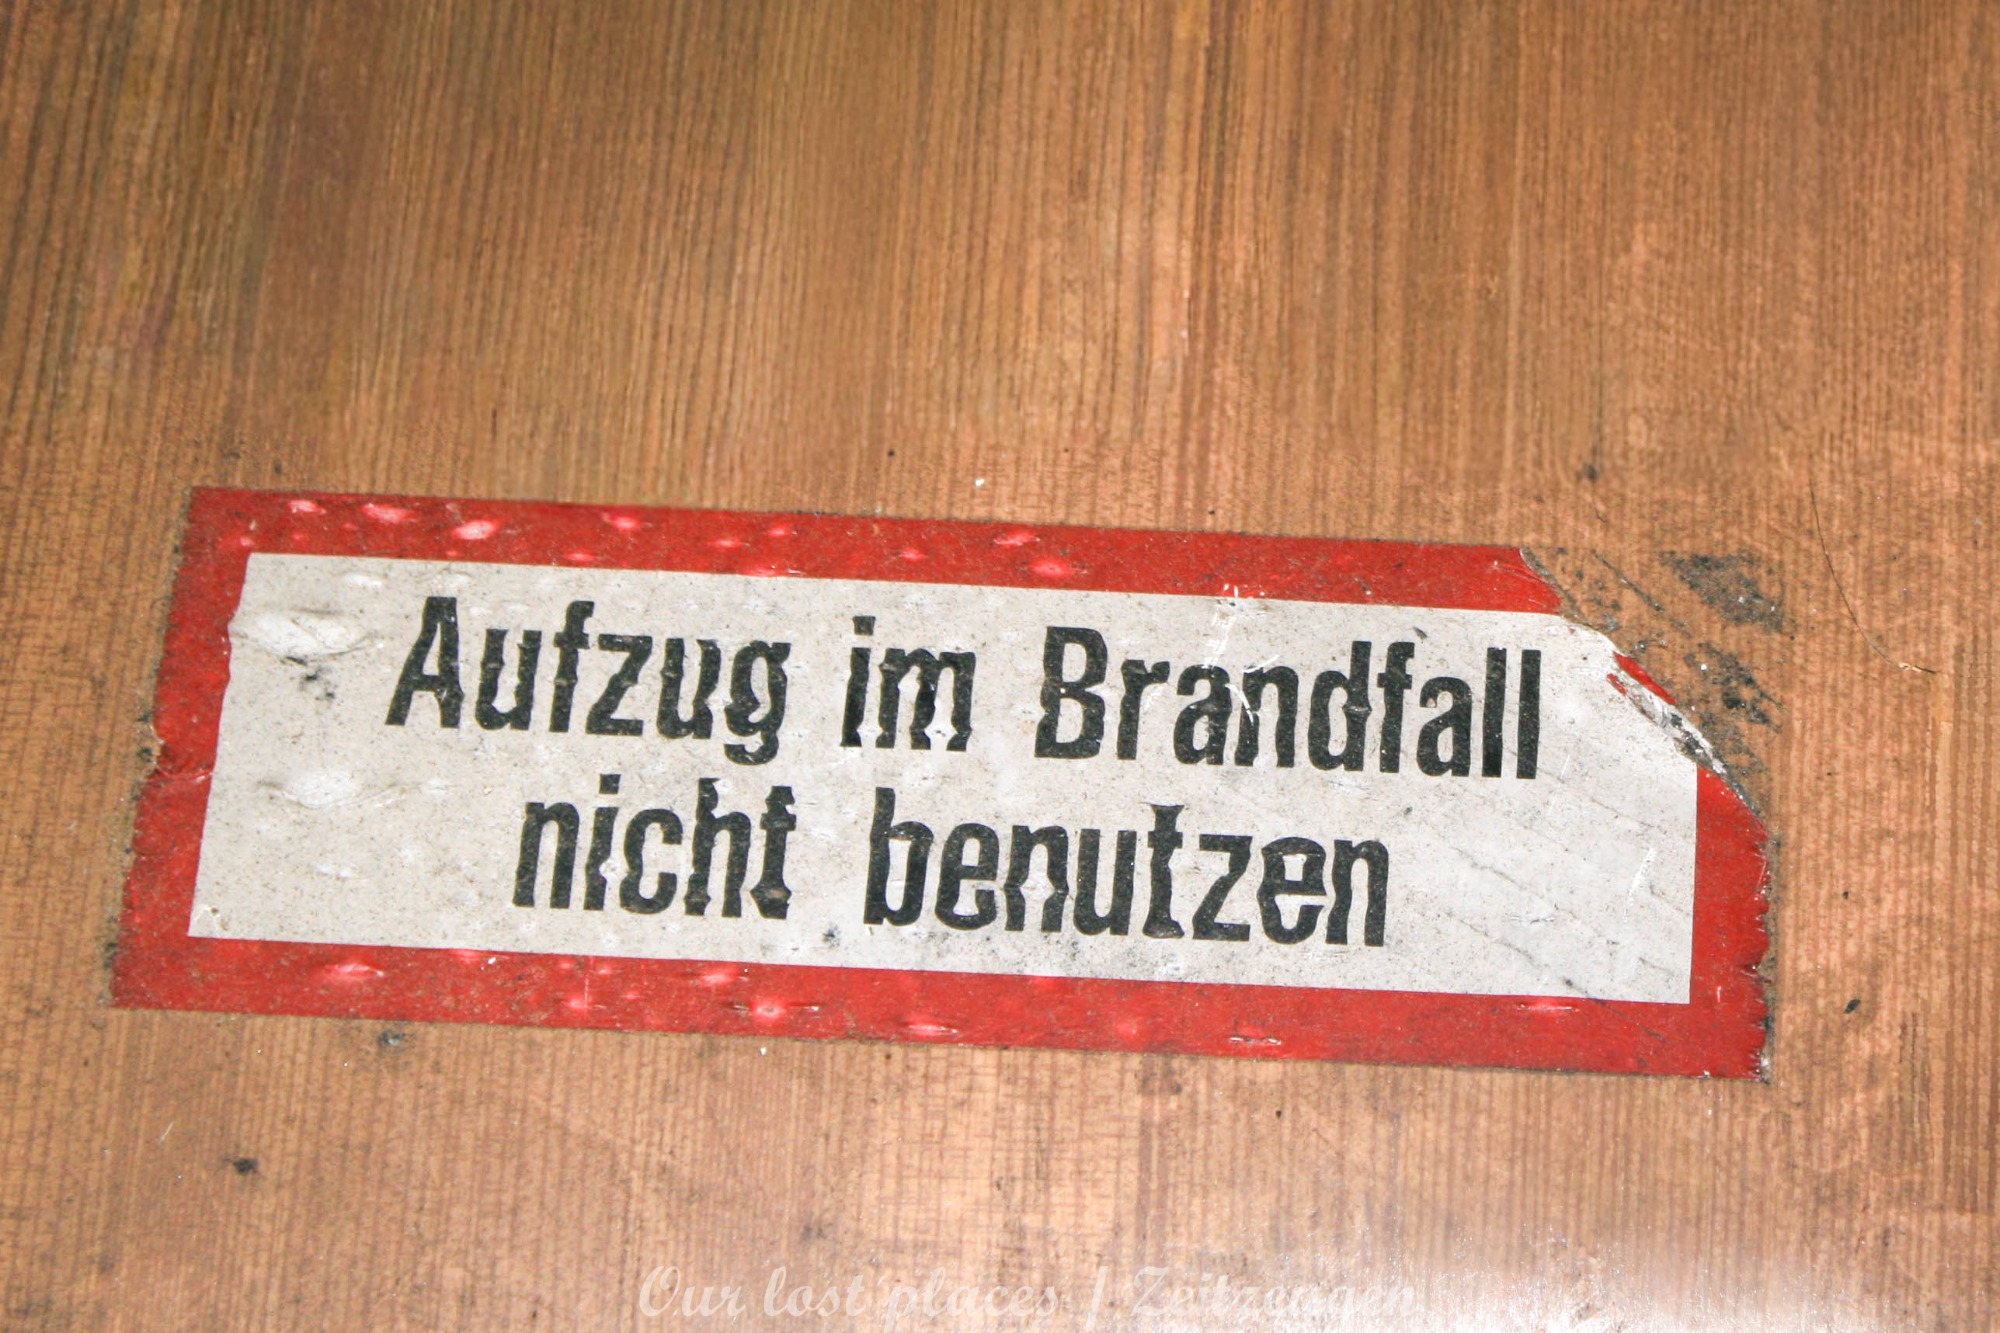 Aufzug im Brandfall
nicht benutzen
Our lost places | Zeitzeugen